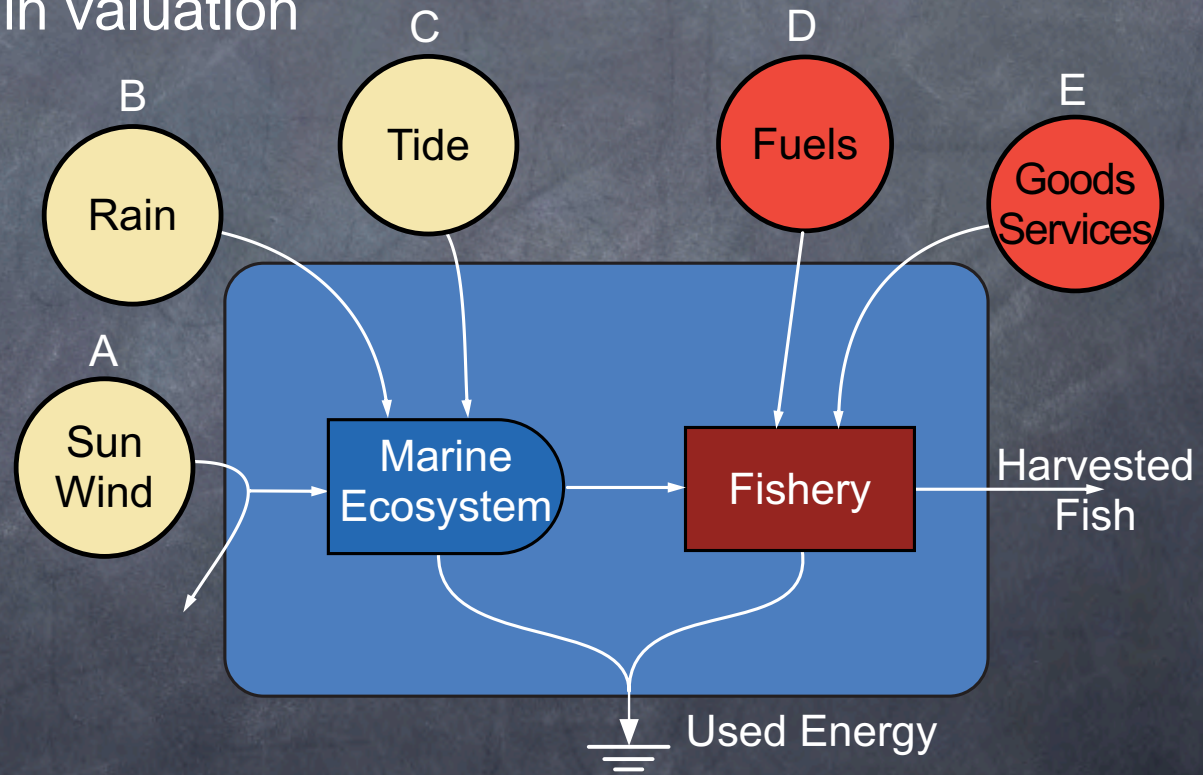 in valuation
C
D
B
E
Tide
Fuels
Rain
Goods
Services
A
Sun
Wind
Marine
Ecosystem
Fishery
Harvested
Fish
Used Energy